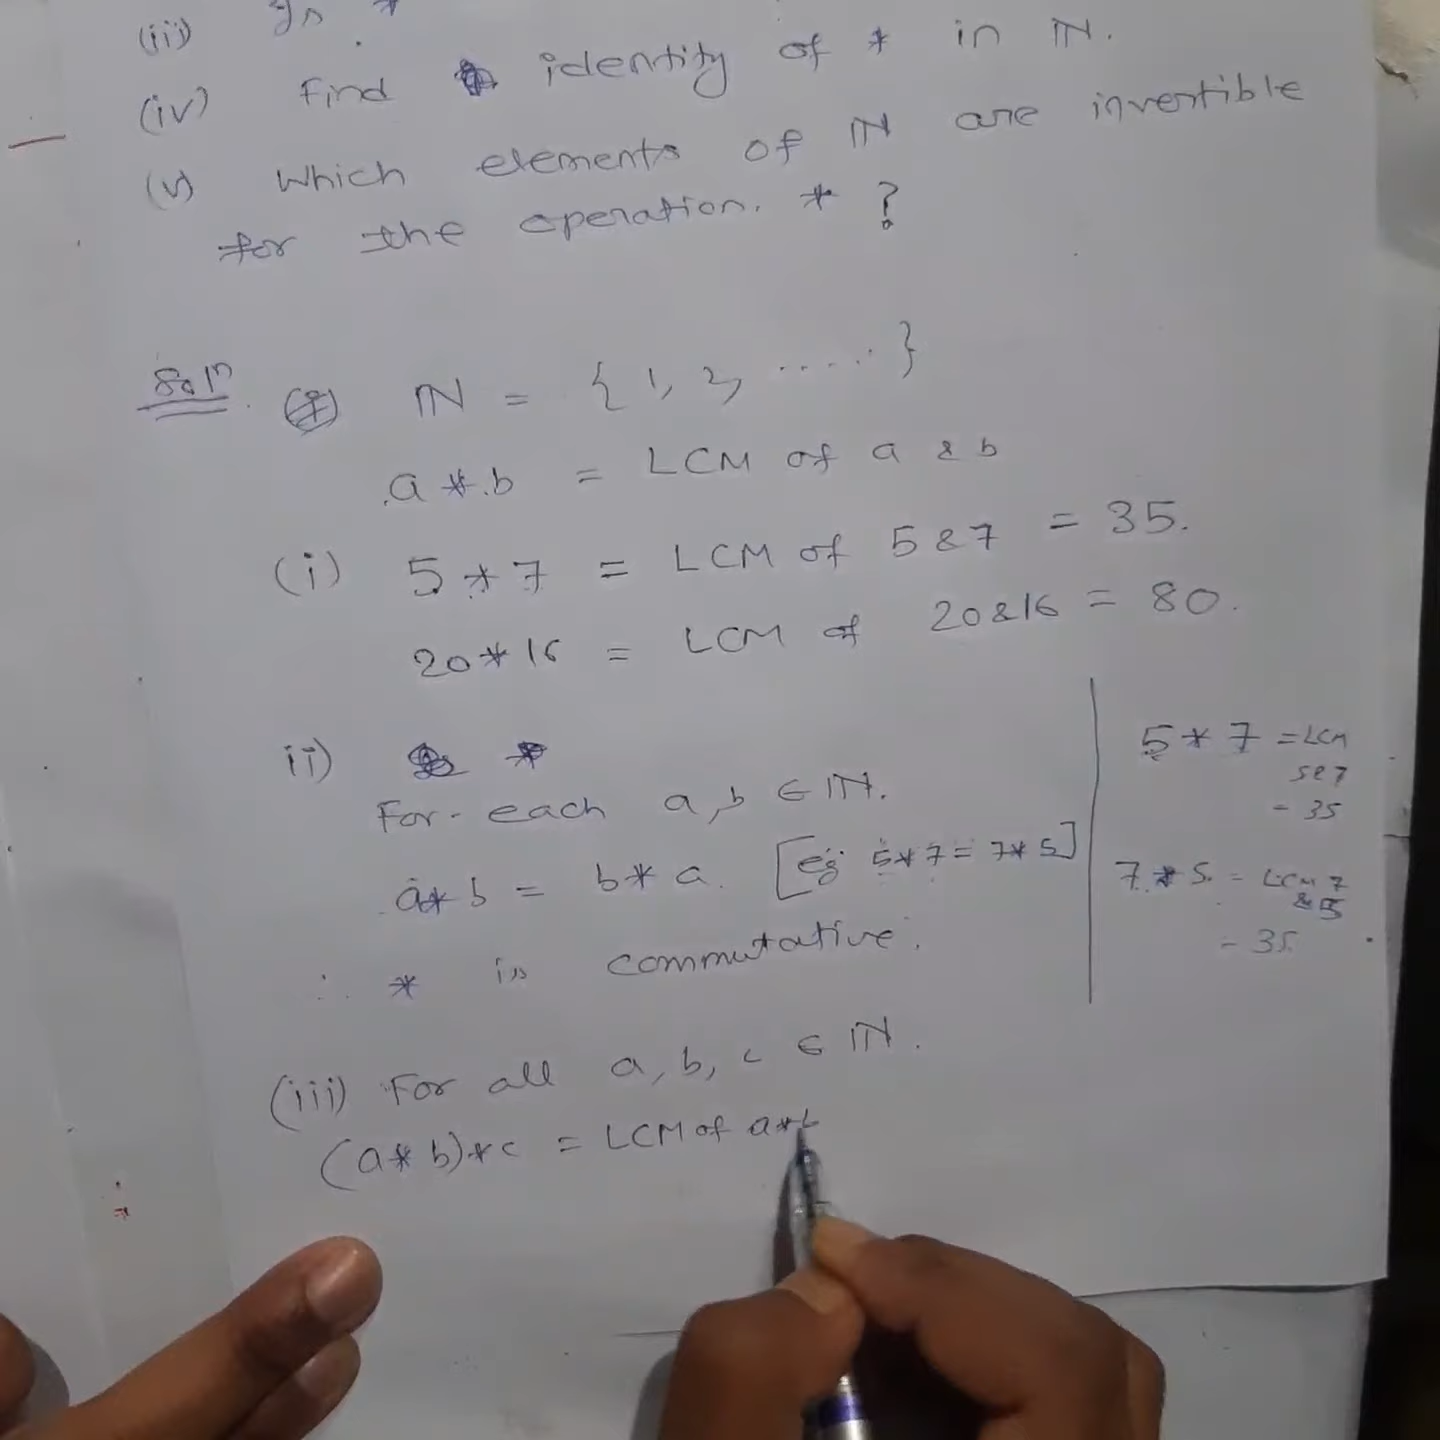 (iii) Is *
(iv) Find identity of * in ℕ.
(v) Which elements of ℕ are invertible
for the operation. * ?
Solⁿ. ℕ = { 1, 2, ..... }
a * b = LCM of a & b
(i) 5 * 7 = LCM of 5 & 7 = 35.
20 * 16 = LCM of 20 & 16 = 80.
ii)
For each a, b ∈ ℕ.
a * b = b * a. [eg 5 * 7 = 7 * 5]
∴ * is commutative.
(iii) For all a, b, c ∈ ℕ.
(a * b) * c = LCM of a * b
5 * 7 = LCM
5 & 7
= 35
7 * 5. = LCM 7
& 5
= 35